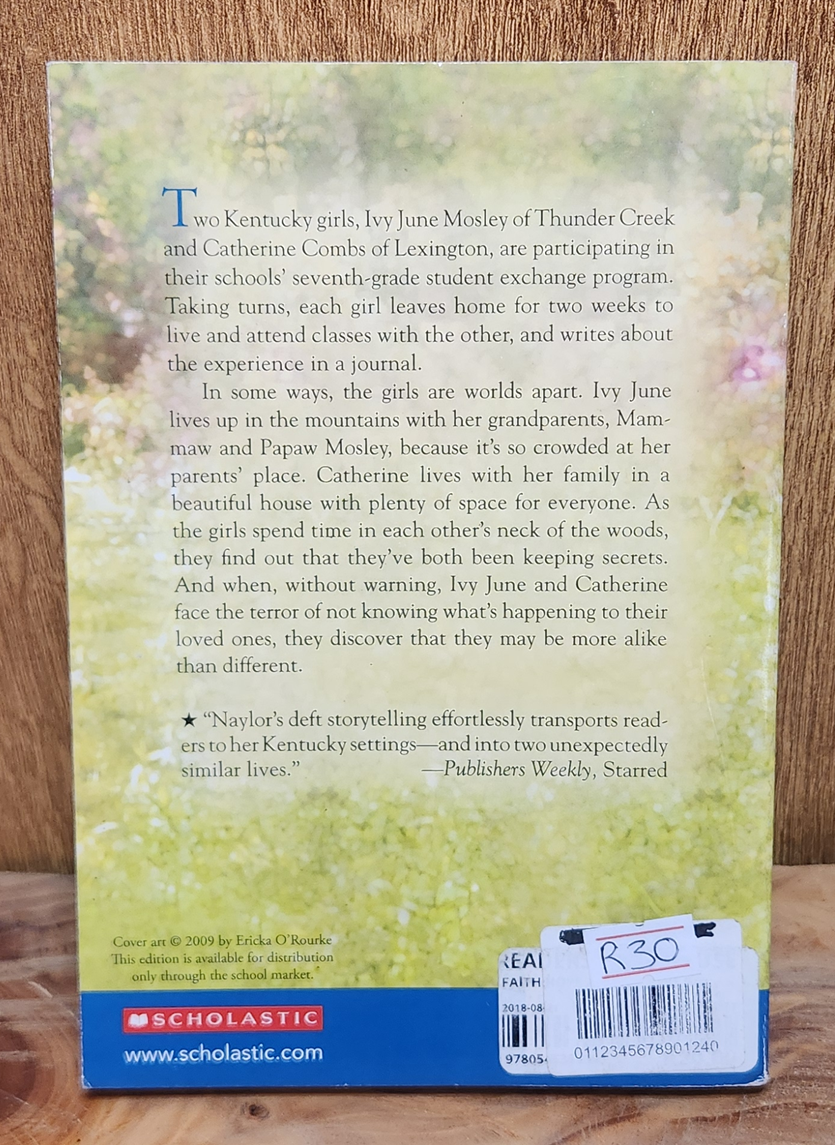 Two Kentucky girls, Ivy June Mosley of Thunder Creek
and Catherine Combs of Lexington, are participating in
their schools' seventh-grade student exchange program.
Taking turns, each girl leaves home for two weeks to
live and attend classes with the other, and writes about
the experience in a journal.
In some ways, the girls are worlds apart. Ivy June
lives up in the mountains with her grandparents, Mam-
maw and Papaw Mosley, because it's so crowded at her
parents' place. Catherine lives with her family in a
beautiful house with plenty of space for everyone. As
the girls spend time in each other's neck of the woods,
they find out that they've both been keeping secrets.
And when, without warning, Ivy June and Catherine
face the terror of not knowing what's happening to their
loved ones, they discover that they may be more alike
than different.
★ "Naylor's deft storytelling effortlessly transports read-
ers to her Kentucky settings—and into two unexpectedly
similar lives." —Publishers Weekly, Starred
Cover art © 2009 by Ericka O'Rourke
This edition is available for distribution
only through the school market.
SCHOLASTIC
www.scholastic.com
FAITH
2018-08
97805
R30
0112345678901240